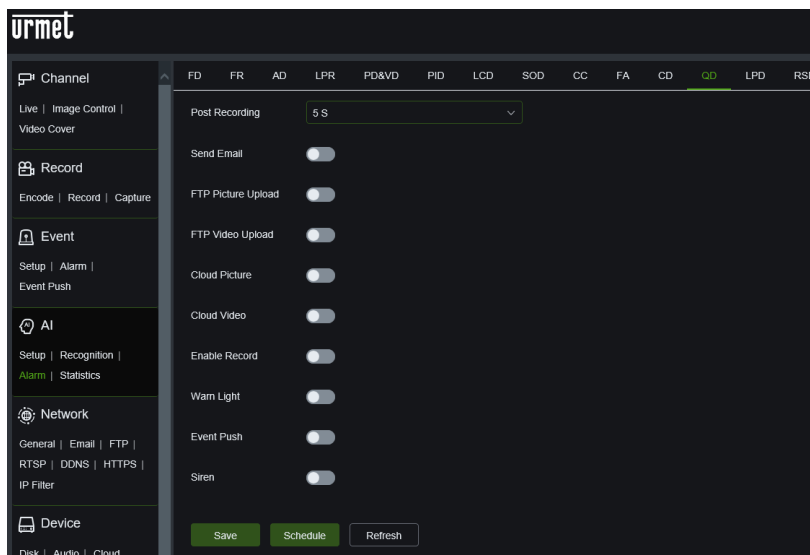 urmet
Channel
Live | Image Control |
Video Cover
Record
Encode | Record | Capture
Event
Setup | Alarm |
Event Push
AI
Setup | Recognition |
Alarm | Statistics
Network
General | Email | FTP |
RTSP | DDNS | HTTPS |
IP Filter
Device
Disk | Audio | Cloud
FD FR AD LPR PD&VD PID LCD SOD CC FA CD QD LPD
Post Recording 5 S
Send Email
FTP Picture Upload
FTP Video Upload
Cloud Picture
Cloud Video
Enable Record
Warn Light
Event Push
Siren
Save Schedule Refresh